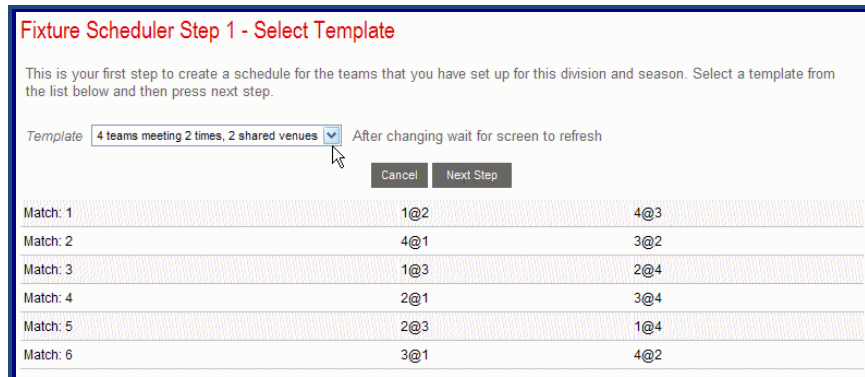 Fixture Scheduler Step 1 - Select Template
This is your first step to create a schedule for the teams that you have set up for this division and season. Select a template from
the list below and then press next step.
Template 4 teams meeting 2 times, 2 shared venues After changing wait for screen to refresh
Cancel Next Step
Match: 1 1@2 4@3
Match: 2 4@1 3@2
Match: 3 1@3 2@4
Match: 4 2@1 3@4
Match: 5 2@3 1@4
Match: 6 3@1 4@2